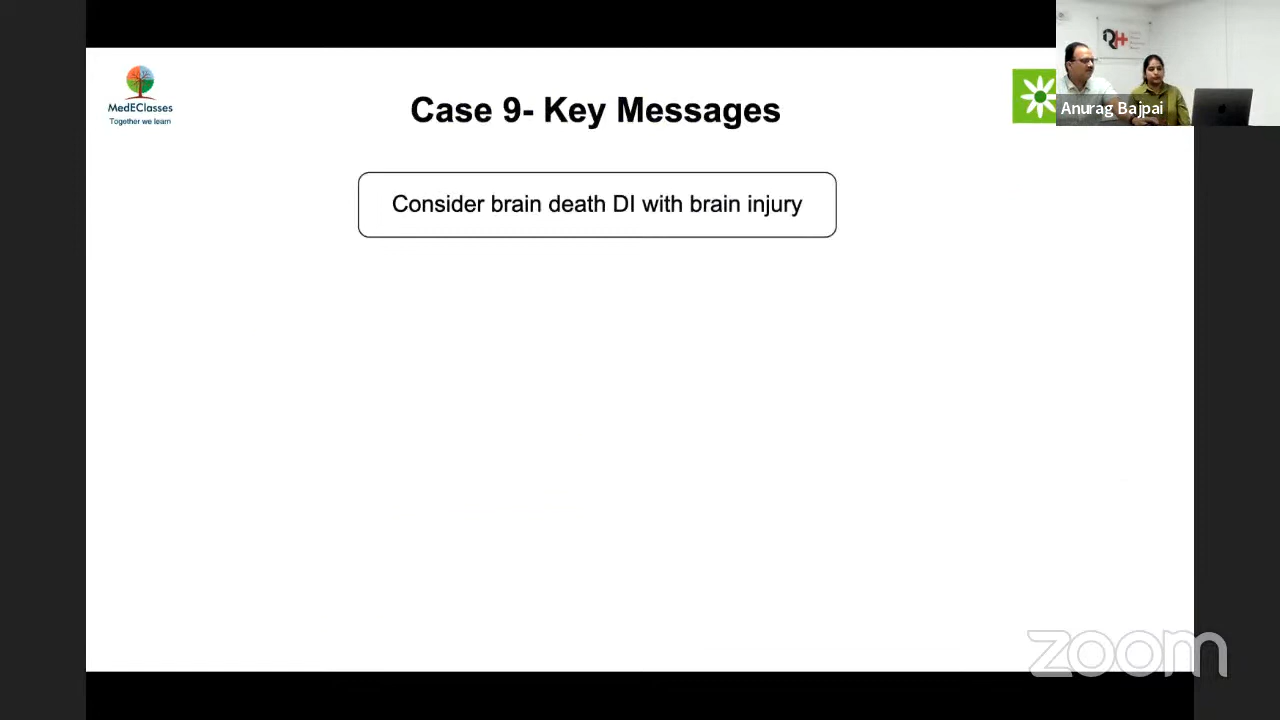 MedEClasses
Together we learn
Case 9- Key Messages
Anurag Bajpai
Consider brain death DI with brain injury
zoom